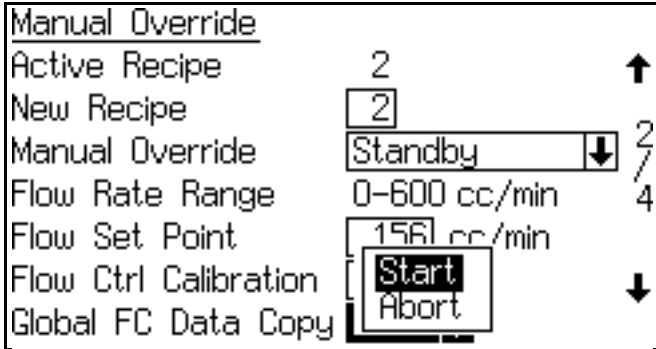 Manual Override
Active Recipe 2
New Recipe 2
Manual Override Standby
Flow Rate Range 0-600 cc/min
Flow Set Point 156 cc/min
Flow Ctrl Calibration Start
Abort
Global FC Data Copy
2/4